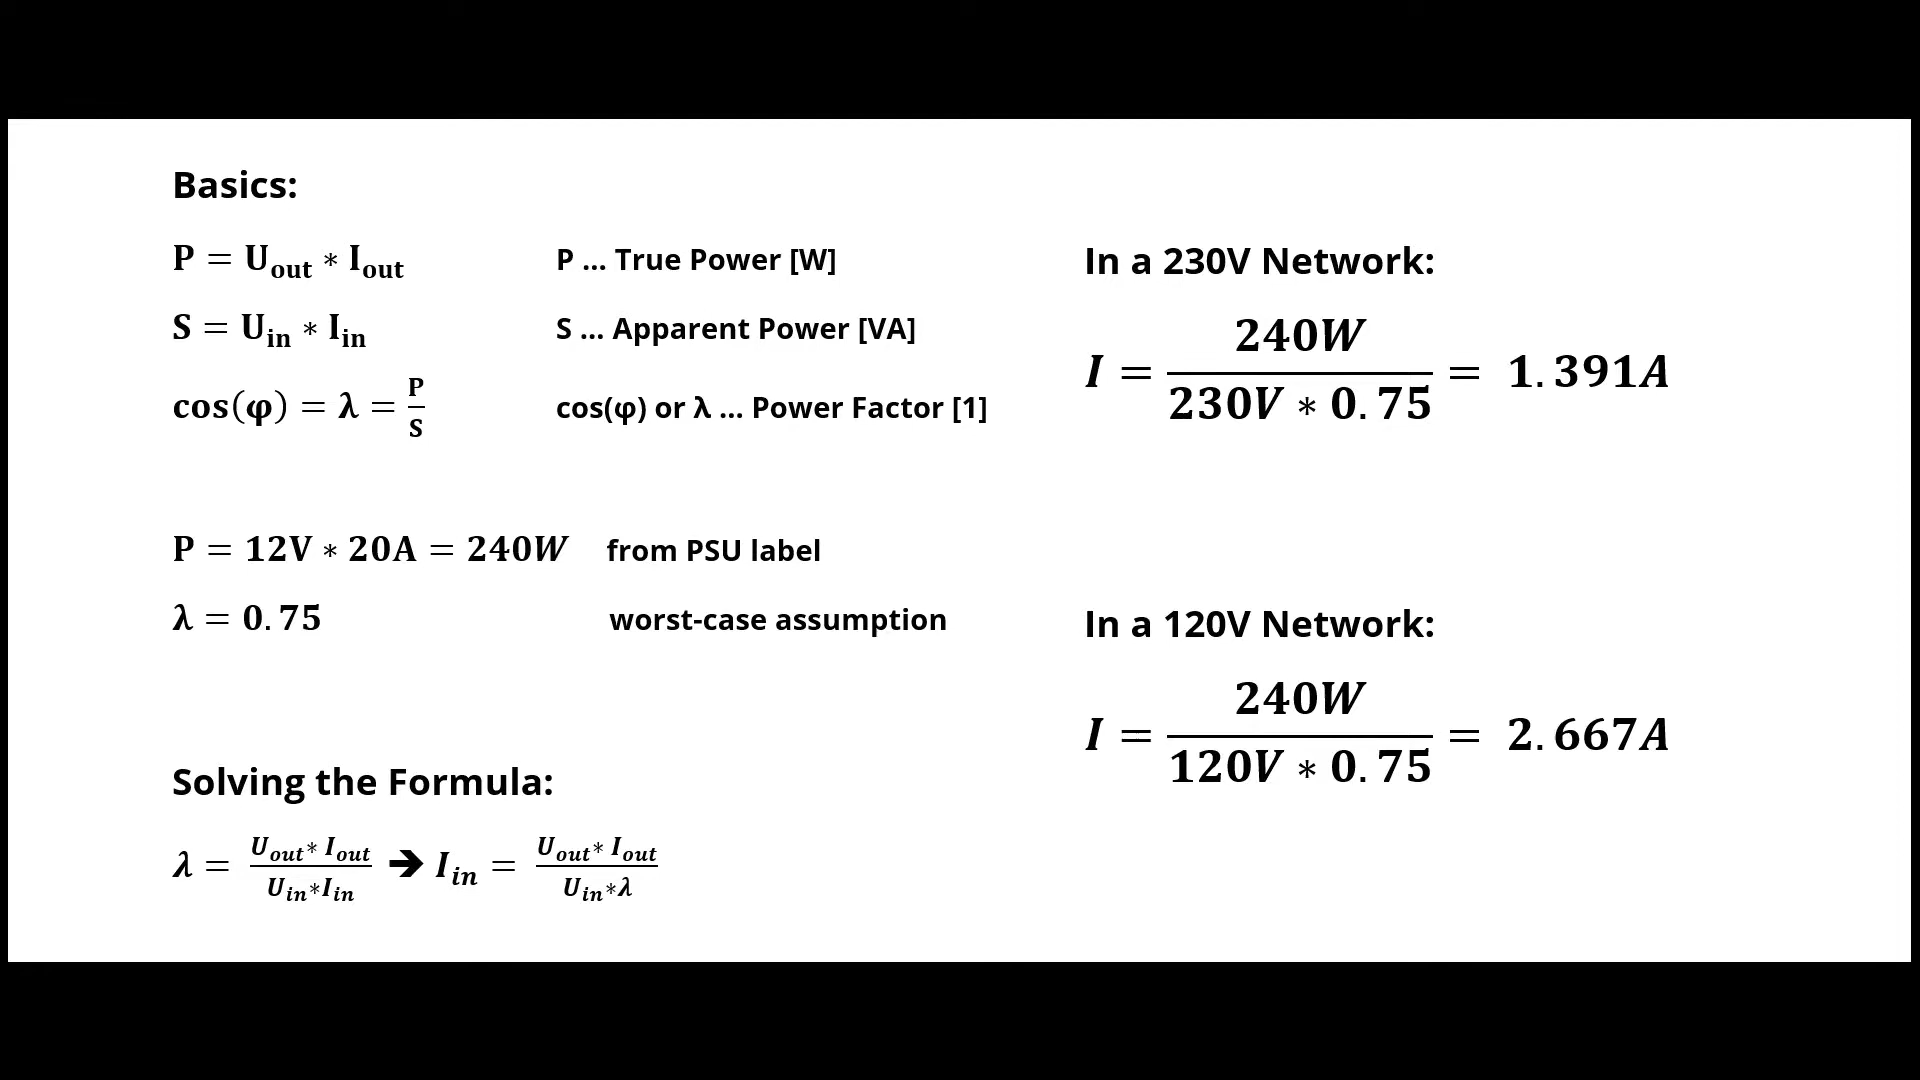 Basics:
P = U_out * I_out P ... True Power [W]
S = U_in * I_in S ... Apparent Power [VA]
cos(φ) = λ = P/S cos(φ) or λ ... Power Factor [1]
P = 12V * 20A = 240W from PSU label
λ = 0.75 worst-case assumption
Solving the Formula:
λ = U_out * I_out / U_in * I_in ➔ I_in = U_out * I_out / U_in * λ
In a 230V Network:
I = 240W / 230V * 0.75 = 1.391A
In a 120V Network:
I = 240W / 120V * 0.75 = 2.667A